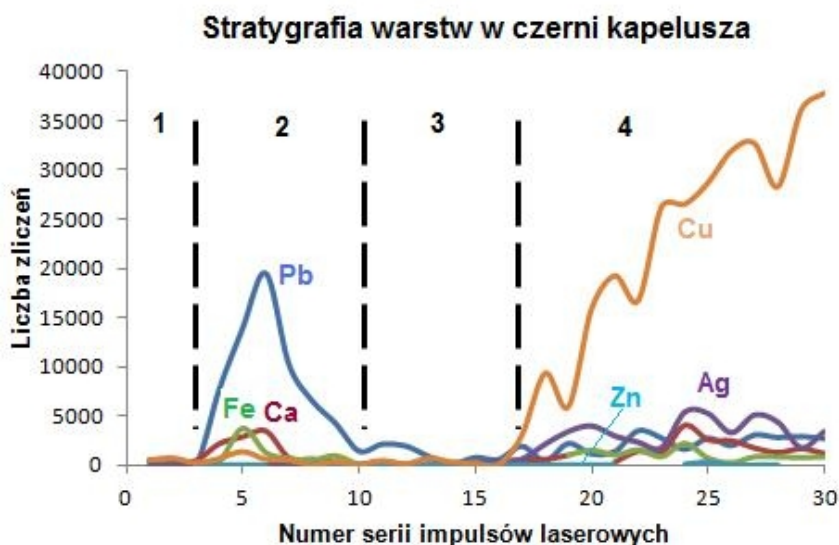 Stratygrafia warstw w czerni kapelusza
40000
35000
30000
25000
20000
15000
10000
5000
0
Liczba zliczeń
1 2 3 4
Pb
Fe Ca
Cu
Zn
Ag
0 5 10 15 20 25 30
Numer serii impulsów laserowych